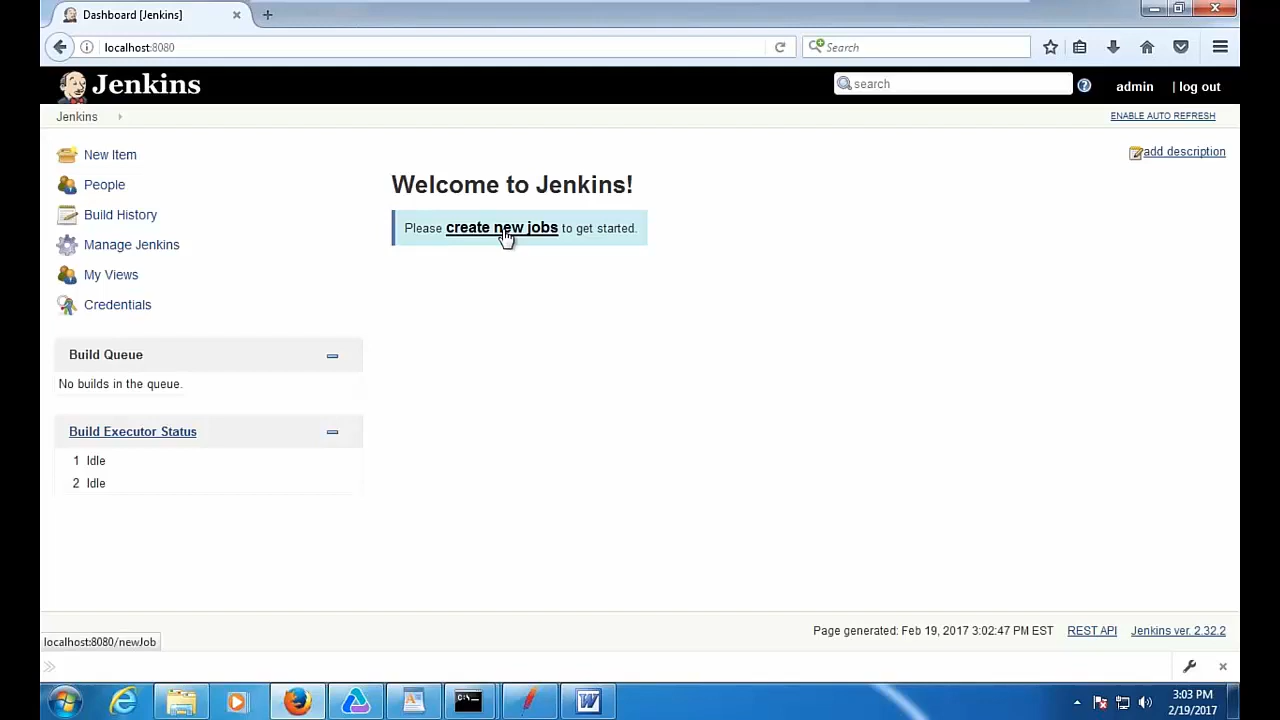 Dashboard [Jenkins]
localhost:8080
Search
Jenkins
search
admin
| log out
Jenkins
ENABLE AUTO REFRESH
New Item
add description
People
Welcome to Jenkins!
Build History
Please create new jobs to get started.
Manage Jenkins
My Views
Credentials
Build Queue
No builds in the queue.
Build Executor Status
1 Idle
2 Idle
Page generated: Feb 19, 2017 3:02:47 PM EST
REST API
Jenkins ver. 2.32.2
localhost:8080/newJob
3:03 PM
2/19/2017